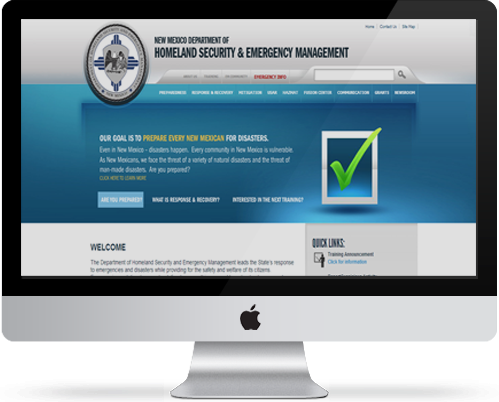 Home Contact Us Site Map
NEW MEXICO DEPARTMENT OF
HOMELAND SECURITY & EMERGENCY MANAGEMENT
ABOUT US TRAINING EMERGENCY INFO
PREPAREDNESS RESPONSE & RECOVERY MITIGATION HAZMAT FUSION CENTER COMMUNICATION GRANTS NEWSROOM
OUR GOAL IS TO PREPARE EVERY NEW MEXICAN FOR DISASTERS.
Even in New Mexico - disasters happen. Every community in New Mexico is vulnerable.
As New Mexicans, we face the threat of a variety of natural disasters and the threat of
man-made disasters. Are you prepared?
CLICK HERE TO LEARN MORE
ARE YOU PREPARED? WHAT IS RESPONSE & RECOVERY? INTERESTED IN THE NEXT TRAINING?
WELCOME
QUICK LINKS:
Training Announcement
Click for information
The Department of Homeland Security and Emergency Management leads the State's response
to emergencies and disasters while providing for the safety and welfare of its citizens